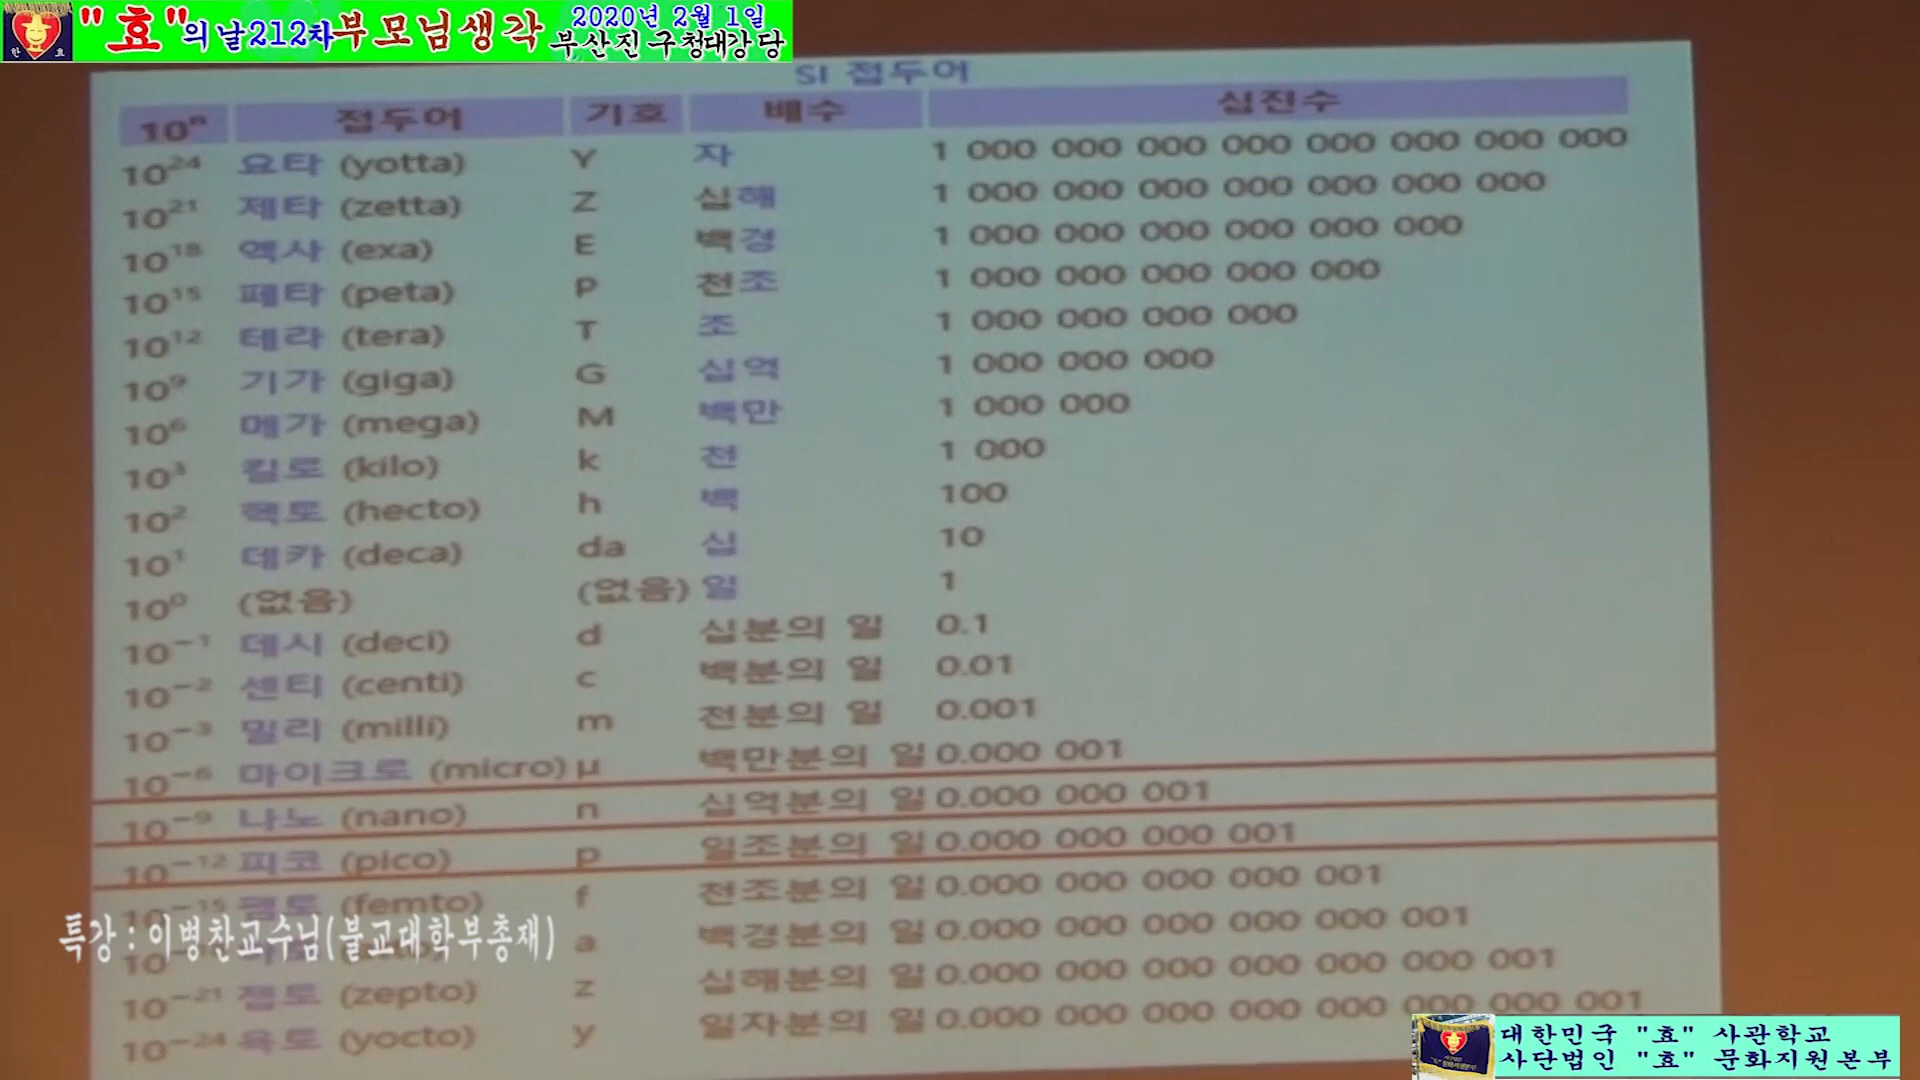 "효"의날212차부모님생각 2020년 2월 1일
부산진구청대강당
한 효
SI 접두어
10ⁿ 접두어 기호 배수 십진수
10²⁴ 요타 (yotta) Y 자 1 000 000 000 000 000 000 000 000
10²¹ 제타 (zetta) Z 십해 1 000 000 000 000 000 000 000
10¹⁸ 엑사 (exa) E 백경 1 000 000 000 000 000 000
10¹⁵ 페타 (peta) P 천조 1 000 000 000 000 000
10¹² 테라 (tera) T 조 1 000 000 000 000
10⁹ 기가 (giga) G 십억 1 000 000 000
10⁶ 메가 (mega) M 백만 1 000 000
10³ 킬로 (kilo) k 천 1 000
10² 헥토 (hecto) h 백 100
10¹ 데카 (deca) da 십 10
10⁰ (없음) (없음) 일 1
10⁻¹ 데시 (deci) d 십분의 일 0.1
10⁻² 센티 (centi) c 백분의 일 0.01
10⁻³ 밀리 (milli) m 천분의 일 0.001
10⁻⁶ 마이크로 (micro) µ 백만분의 일 0.000 001
10⁻⁹ 나노 (nano) n 십억분의 일 0.000 000 001
10⁻¹² 피코 (pico) p 일조분의 일 0.000 000 000 001
10⁻¹⁵ 펨토 (femto) f 천조분의 일 0.000 000 000 000 001
a 백경분의 일 0.000 000 000 000 000 001
10⁻²¹ 젭토 (zepto) z 십해분의 일 0.000 000 000 000 000 000 001
10⁻²⁴ 욕토 (yocto) y 일자분의 일 0.000 000 000 000 000 000 000 001
특강 : 이병찬교수님(불교대학부총재)
대한민국 "효" 사관학교
사단법인 "효" 문화지원본부